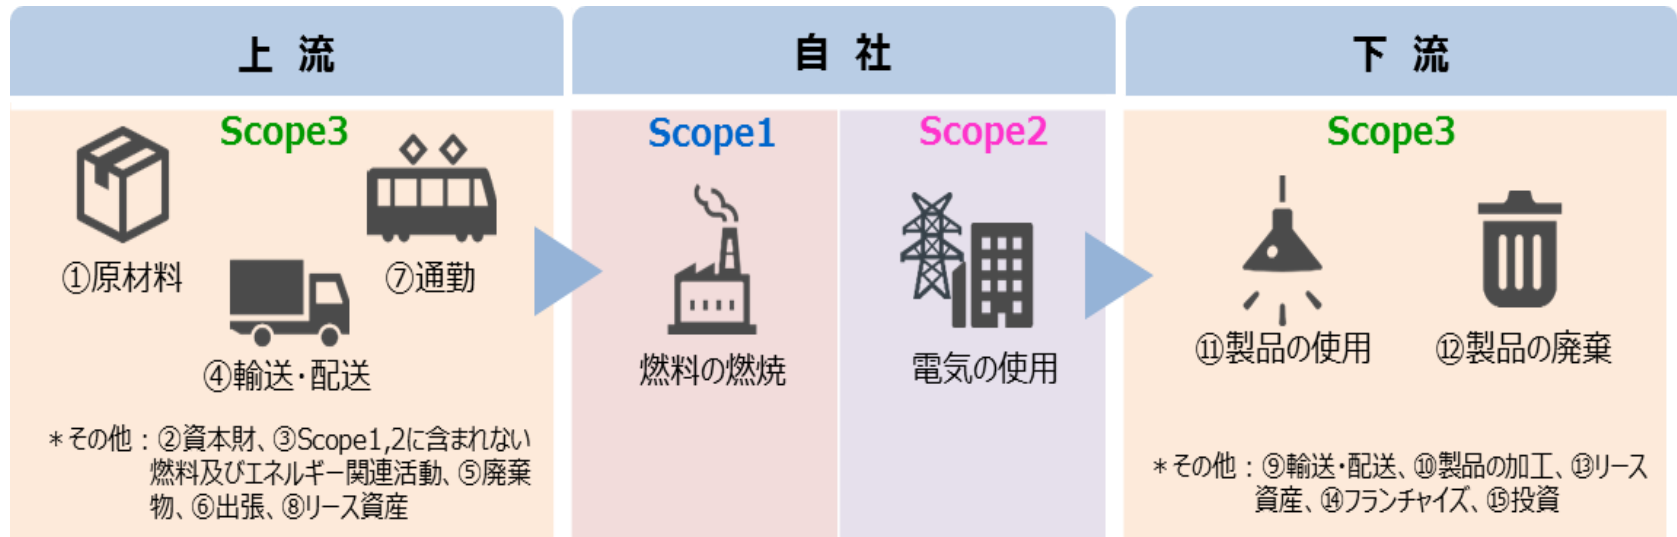 上流
自社
下流
Scope3
①原材料
⑦通勤
④輸送・配送
＊その他：②資本財、③Scope1,2に含まれない
燃料及びエネルギー関連活動、⑤廃棄
物、⑥出張、⑧リース資産
Scope1
燃料の燃焼
Scope2
電気の使用
Scope3
⑪製品の使用
⑫製品の廃棄
＊その他：⑨輸送・配送、⑩製品の加工、⑬リース
資産、⑭フランチャイズ、⑮投資